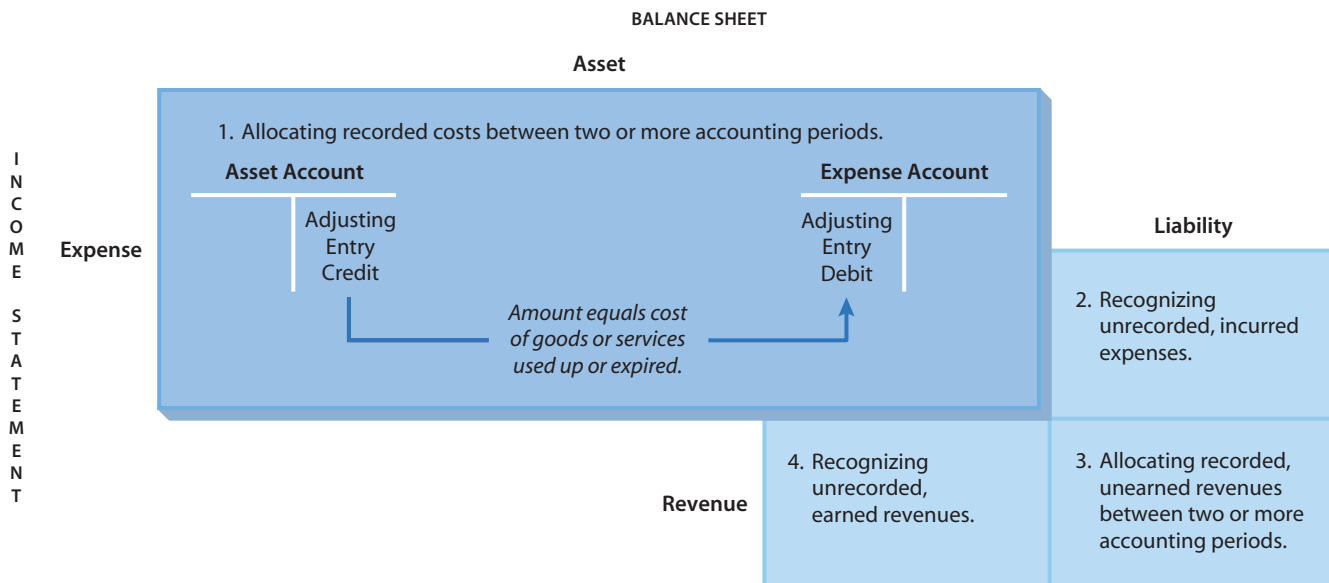 BALANCE SHEET
Asset
1. Allocating recorded costs between two or more accounting periods.
Asset Account
Expense Account
Adjusting
Entry
Credit
Adjusting
Entry
Debit
Amount equals cost
of goods or services
used up or expired.
INCOME STATEMENT
Expense
Liability
2. Recognizing
unrecorded, incurred
expenses.
Revenue
4. Recognizing
unrecorded,
earned revenues.
3. Allocating recorded,
unearned revenues
between two or more
accounting periods.